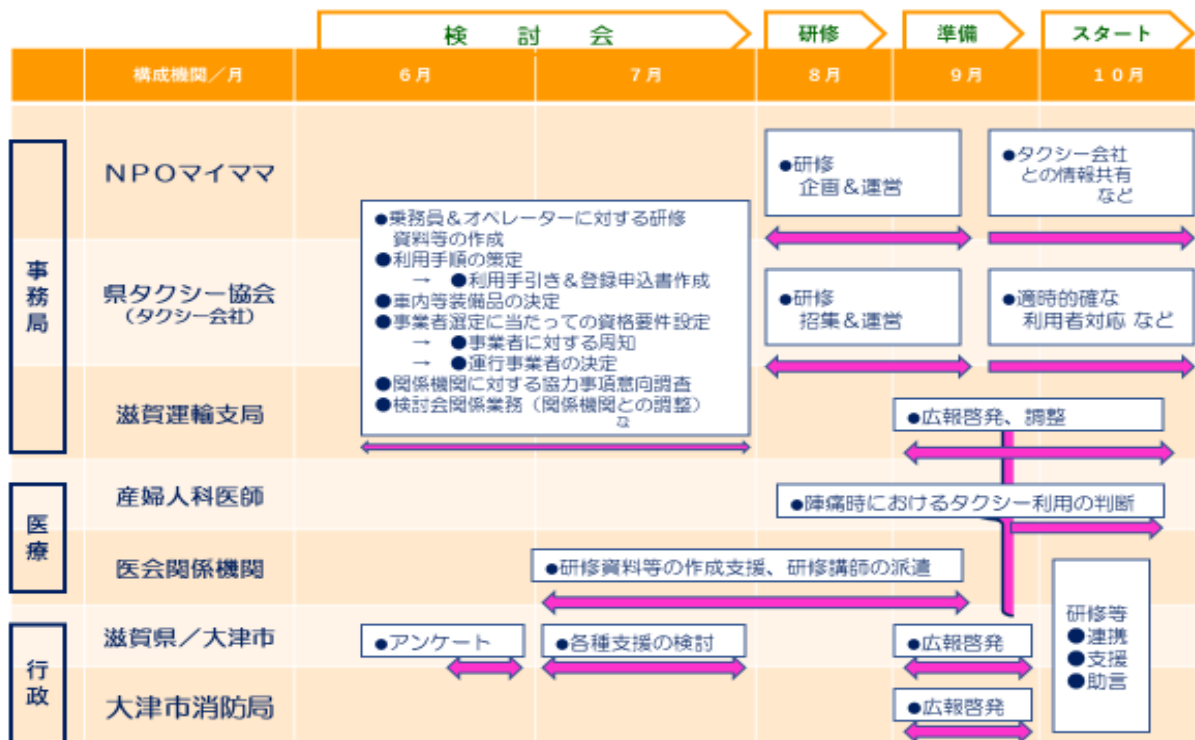 検討会
研修
準備
スタート
構成機関／月
６月
７月
８月
９月
１０月
事務局
ＮＰＯマイママ
●研修
企画＆運営
●タクシー会社
との情報共有
など
●乗務員＆オペレーターに対する研修
資料等の作成
●利用手順の策定
→ ●利用手引き＆登録申込書作成
●車内等装備品の決定
●事業者選定に当たっての資格要件設定
→ ●事業者に対する周知
→ ●運行事業者の決定
●関係機関に対する協力事項意向調査
●検討会関係業務（関係機関との調整）
な
県タクシー協会
（タクシー会社）
●研修
招集＆運営
●適時的確な
利用者対応 など
滋賀運輸支局
●広報啓発、調整
医療
産婦人科医師
●陣痛時におけるタクシー利用の判断
医会関係機関
●研修資料等の作成支援、研修講師の派遣
行政
滋賀県／大津市
●アンケート
●各種支援の検討
●広報啓発
研修等
●連携
●支援
●助言
大津市消防局
●広報啓発